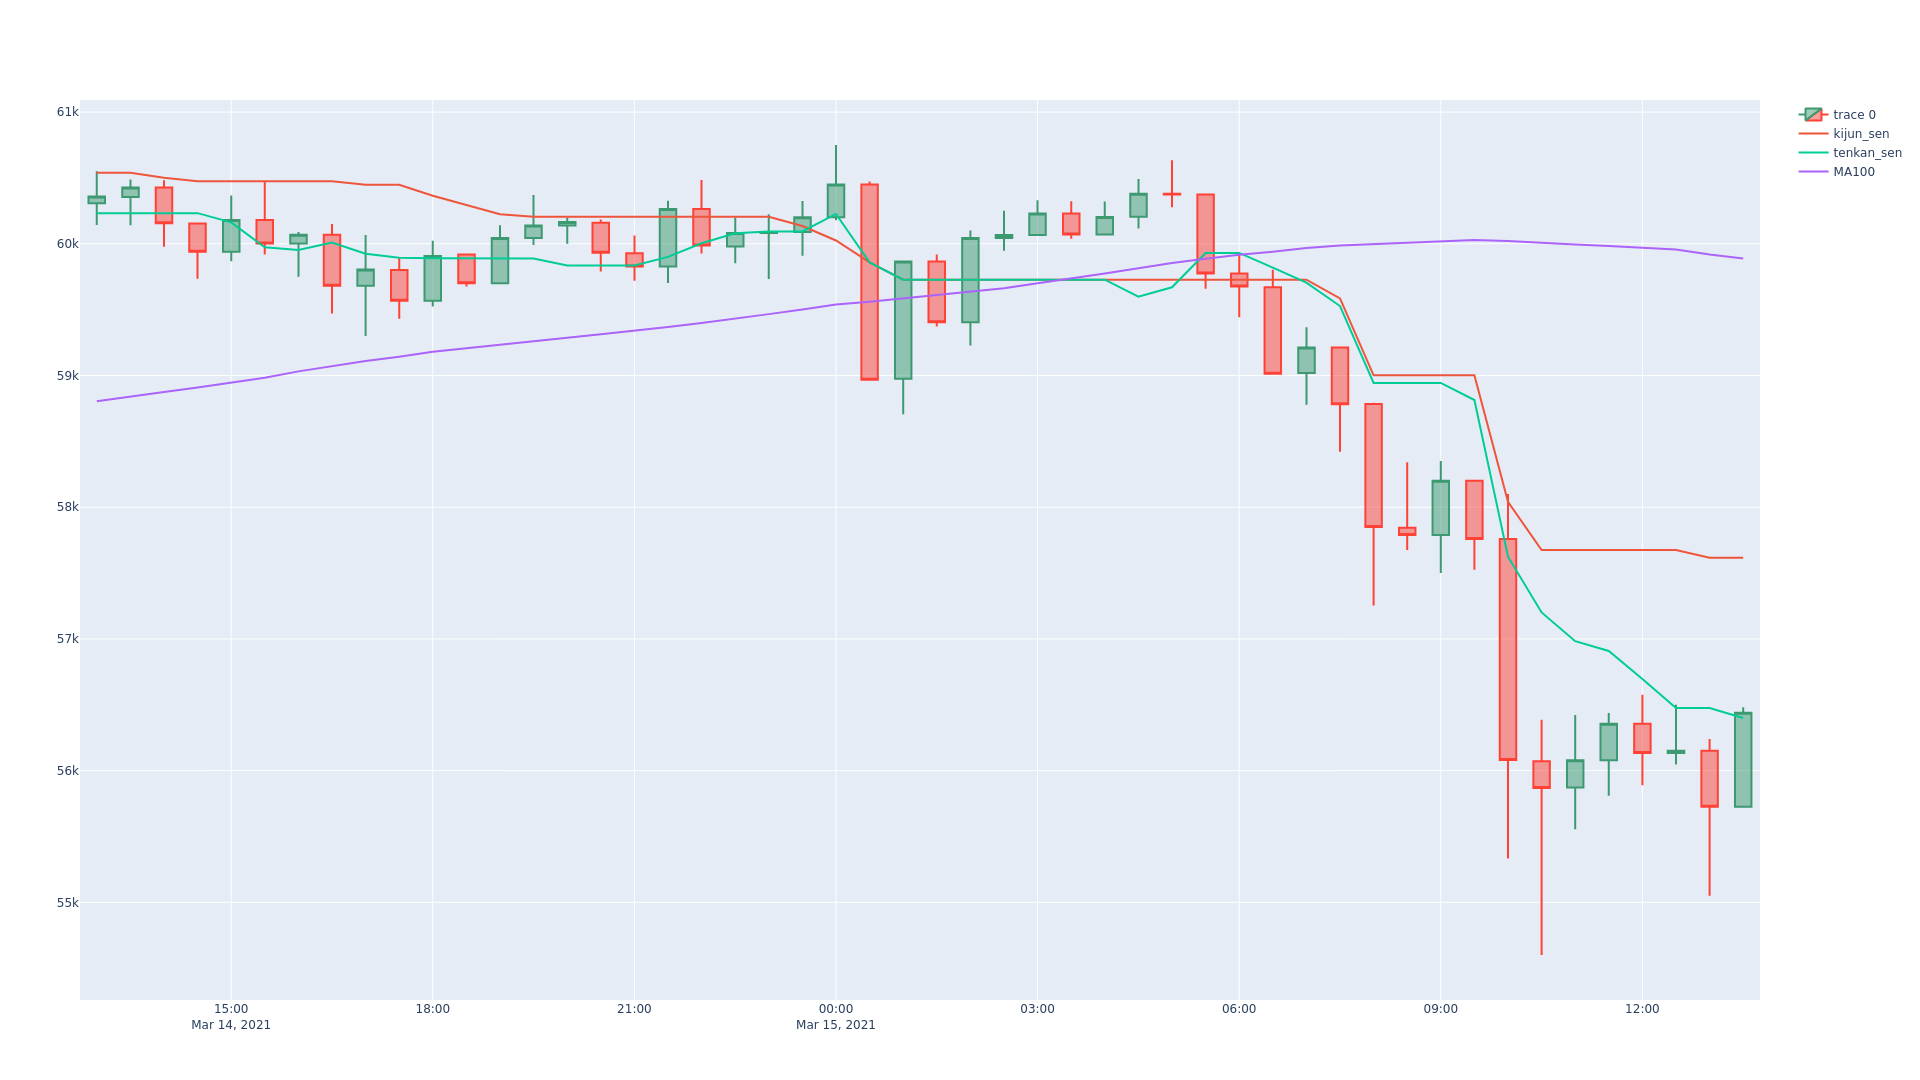 61k
60k
59k
58k
57k
56k
55k
15:00
Mar 14, 2021
18:00
21:00
00:00
Mar 15, 2021
03:00
06:00
09:00
12:00
trace 0
kijun_sen
tenkan_sen
MA100